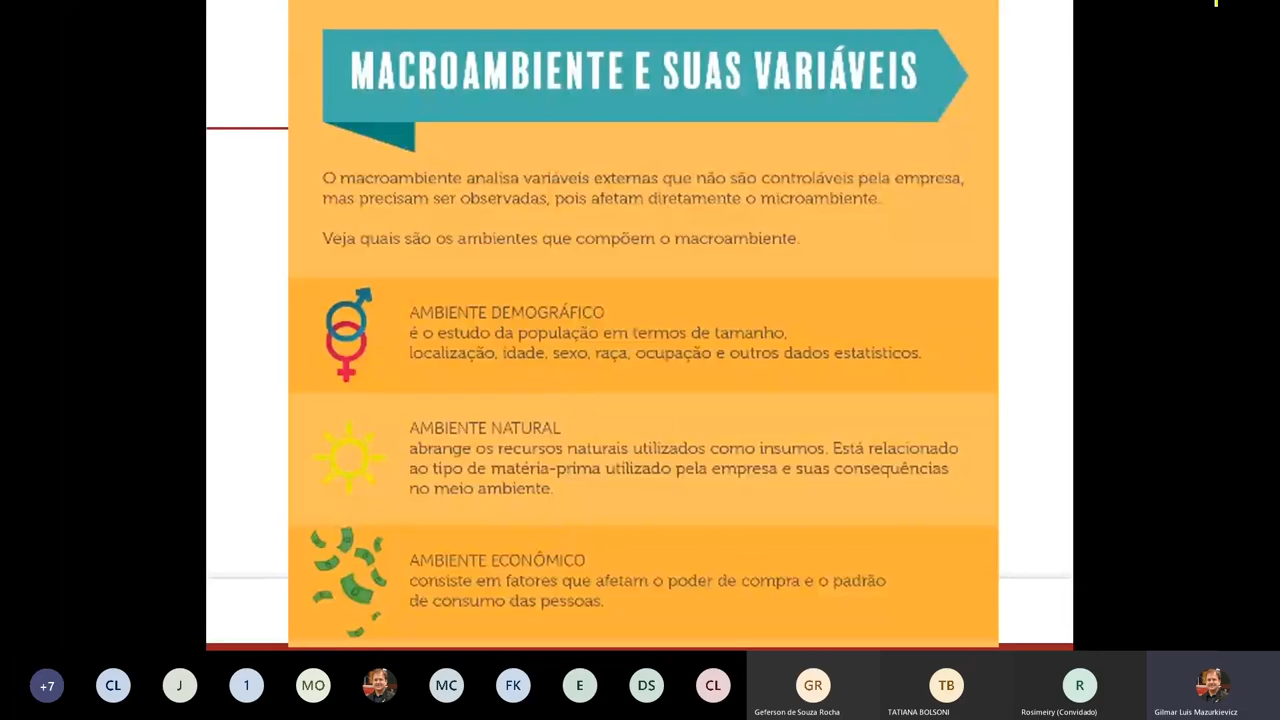 MACROAMBIENTE E SUAS VARIÁVEIS
O macroambiente analisa variáveis externas que não são controláveis pela empresa,
mas precisam ser observadas, pois afetam diretamente o microambiente.
Veja quais são os ambientes que compõem o macroambiente.
AMBIENTE DEMOGRÁFICO
é o estudo da população em termos de tamanho,
localização, idade, sexo, raça, ocupação e outros dados estatísticos.
AMBIENTE NATURAL
abrange os recursos naturais utilizados como insumos. Está relacionado
ao tipo de matéria-prima utilizado pela empresa e suas consequências
no meio ambiente.
AMBIENTE ECONÔMICO
consiste em fatores que afetam o poder de compra e o padrão
de consumo das pessoas.
+7 CL J 1 MO MC FK E DS CL GR TB R
Geferson de Souza Rocha TATIANA BOLSONI Rosimeiry (Convidado) Gilmar Luis Mazurkievicz